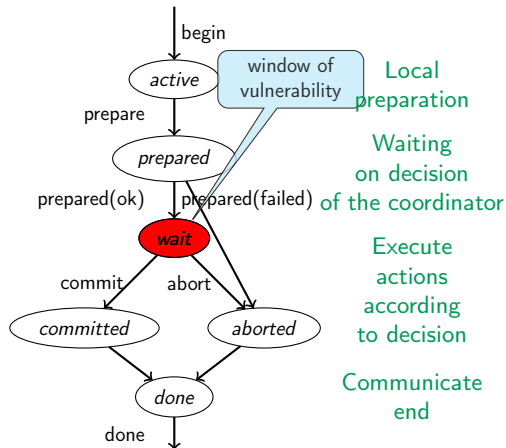 begin
window of
vulnerability
active
Local
preparation
prepare
prepared
Waiting
on decision
of the coordinator
prepared(ok)
prepared(failed)
wait
Execute
actions
according
to decision
commit
abort
committed
aborted
Communicate
end
done
done